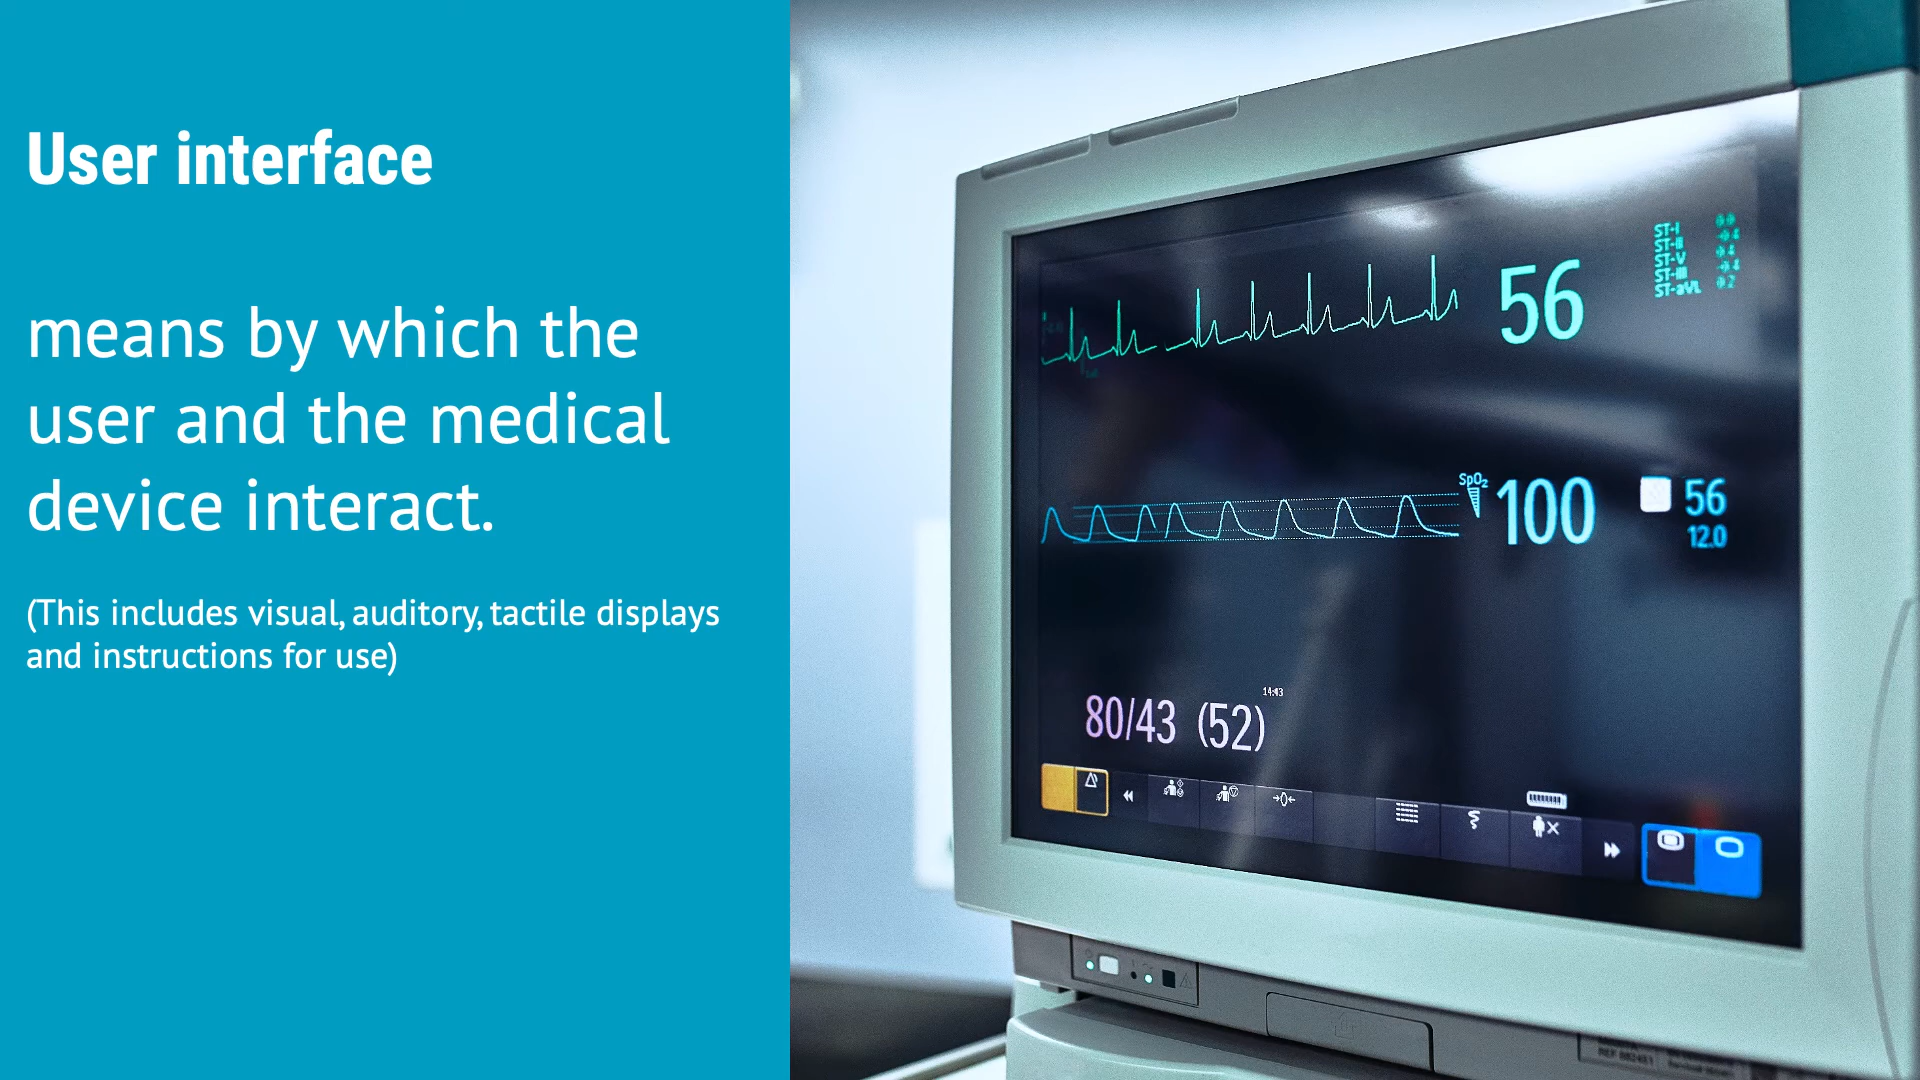 User interface
means by which the
user and the medical
device interact.
(This includes visual, auditory, tactile displays
and instructions for use)
56
ST-I
ST-II
ST-V
ST-III
ST-aVL
SpO₂
100
56
12.0
14:43
80/43 (52)